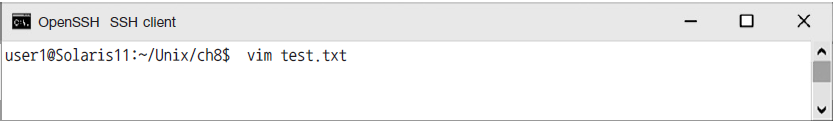 OpenSSH SSH client
user1@Solaris11:~/Unix/ch8$ vim test.txt